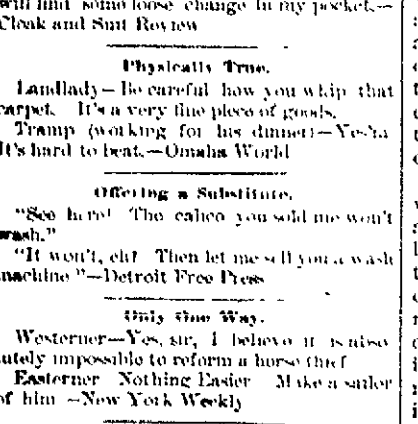 will find some loose change in my pocket.—
Cloak and Suit Review
Physically True.
Landlady—Be careful how you whip that
carpet. It's a very fine piece of goods.
Tramp (working for his dinner)—Yes'm
It's hard to beat.—Omaha World
Offering a Substitute.
"See here! The calico you sold me won't
wash."
"It won't, eh? Then let me sell you a wash
machine"—Detroit Free Press
Only One Way.
Westerner—Yes, sir, I believe it is abso
lutely impossible to reform a horse thief
Easterner Nothing Easier Make a sailor
of him—New York Weekly